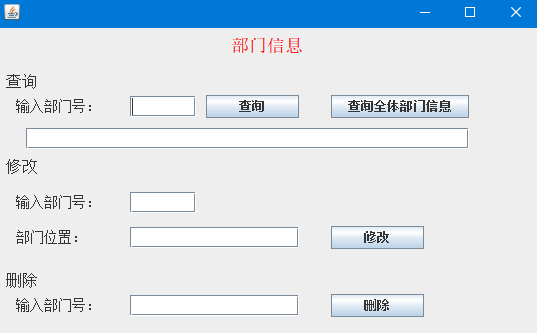 部门信息
查询
输入部门号： 查询 查询全体部门信息
修改
输入部门号：
部门位置： 修改
删除
输入部门号： 删除